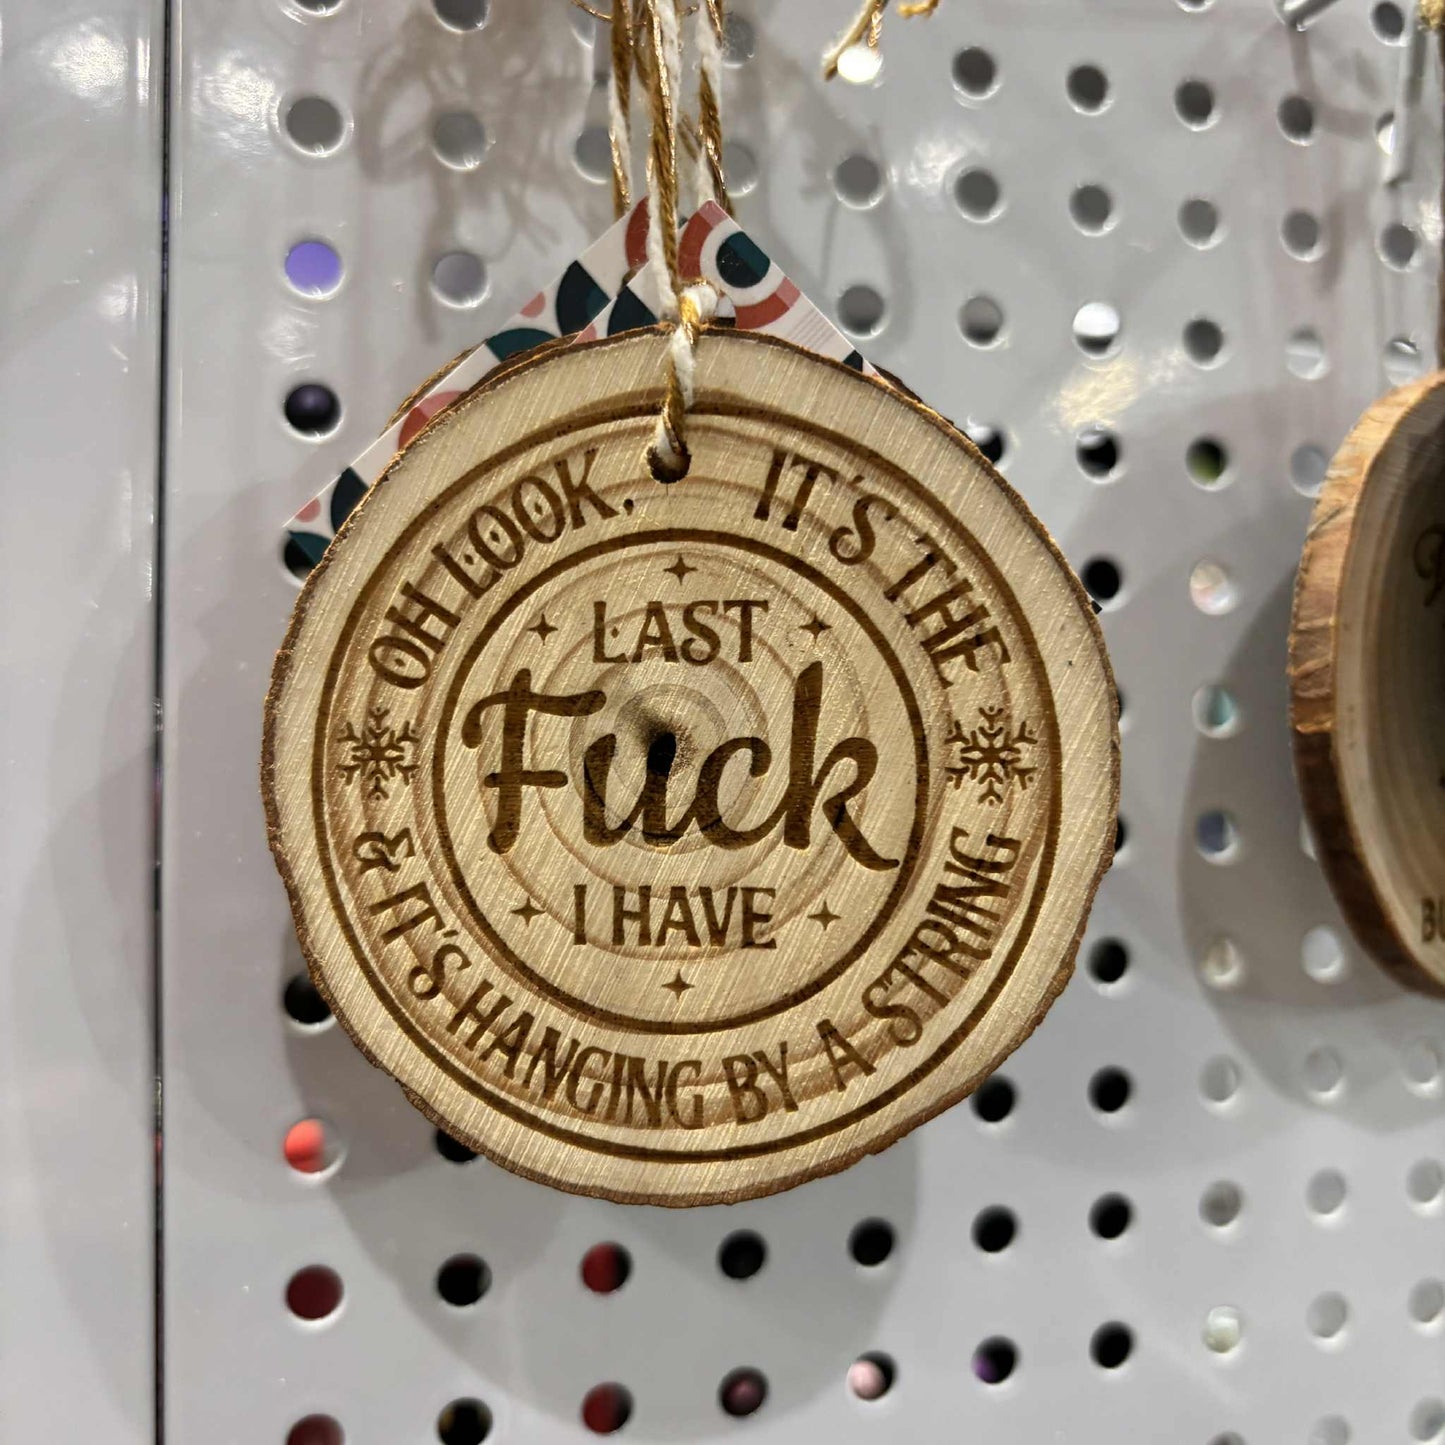 OH LOOK, IT'S THE
LAST
Fuck
I HAVE
& IT'S HANGING BY A STRING